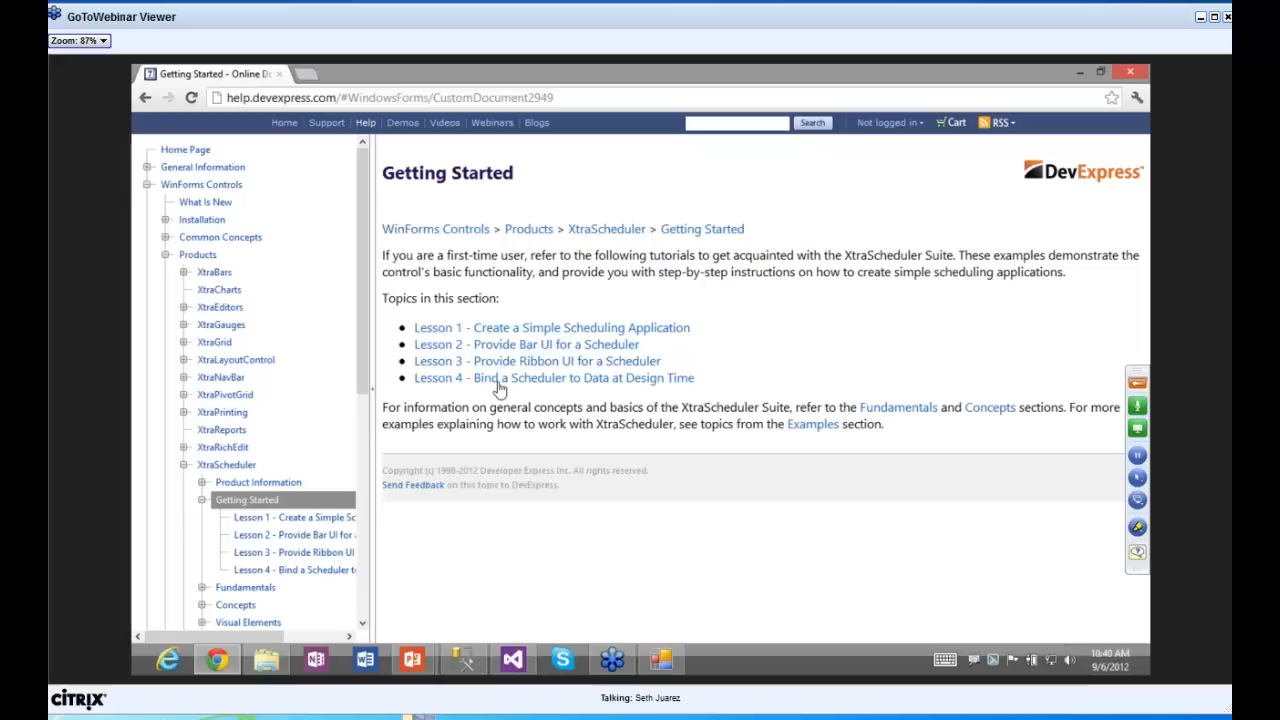 GoToWebinar Viewer
Zoom: 87%
Getting Started - Online Do
help.devexpress.com/#WindowsForms/CustomDocument2949
Home Support Help Demos Videos Webinars Blogs Search Not logged in Cart RSS
Home Page
General Information
WinForms Controls
What Is New
Installation
Common Concepts
Products
XtraBars
XtraCharts
XtraEditors
XtraGauges
XtraGrid
XtraLayoutControl
XtraNavBar
XtraPivotGrid
XtraPrinting
XtraReports
XtraRichEdit
XtraScheduler
Product Information
Getting Started
Lesson 1 - Create a Simple Sc
Lesson 2 - Provide Bar UI for
Lesson 3 - Provide Ribbon UI
Lesson 4 - Bind a Scheduler t
Fundamentals
Concepts
Visual Elements
Getting Started
DevExpress
WinForms Controls > Products > XtraScheduler > Getting Started
If you are a first-time user, refer to the following tutorials to get acquainted with the XtraScheduler Suite. These examples demonstrate the
control's basic functionality, and provide you with step-by-step instructions on how to create simple scheduling applications.
Topics in this section:
Lesson 1 - Create a Simple Scheduling Application
Lesson 2 - Provide Bar UI for a Scheduler
Lesson 3 - Provide Ribbon UI for a Scheduler
Lesson 4 - Bind a Scheduler to Data at Design Time
For information on general concepts and basics of the XtraScheduler Suite, refer to the Fundamentals and Concepts sections. For more
examples explaining how to work with XtraScheduler, see topics from the Examples section.
Copyright (c) 1998-2012 Developer Express Inc. All rights reserved.
Send Feedback on this topic to DevExpress.
10:40 AM
9/6/2012
CITRIX
Talking: Seth Juarez